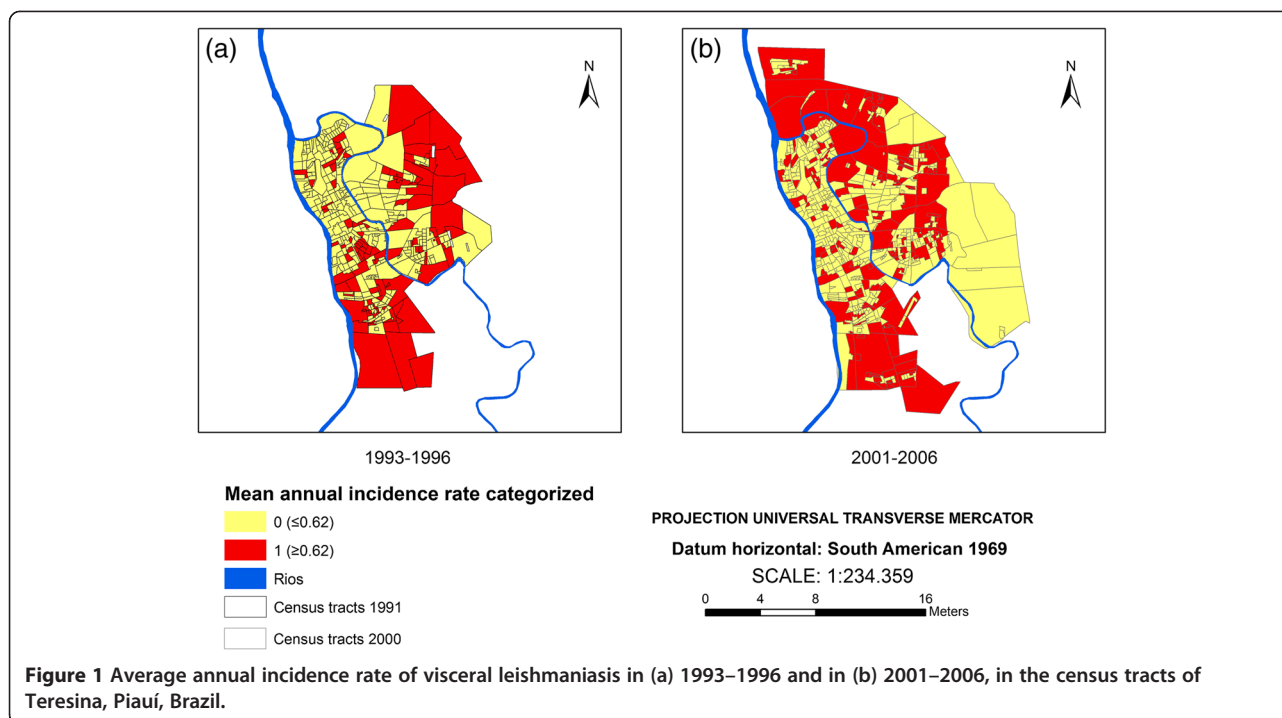 (a)
N
(b)
N
1993-1996
2001-2006
Mean annual incidence rate categorized
0 (≤0.62)
1 (≥0.62)
Rios
Census tracts 1991
Census tracts 2000
PROJECTION UNIVERSAL TRANSVERSE MERCATOR
Datum horizontal: South American 1969
SCALE: 1:234.359
0 4 8 16
Meters
Figure 1 Average annual incidence rate of visceral leishmaniasis in (a) 1993–1996 and in (b) 2001–2006, in the census tracts of
Teresina, Piauí, Brazil.